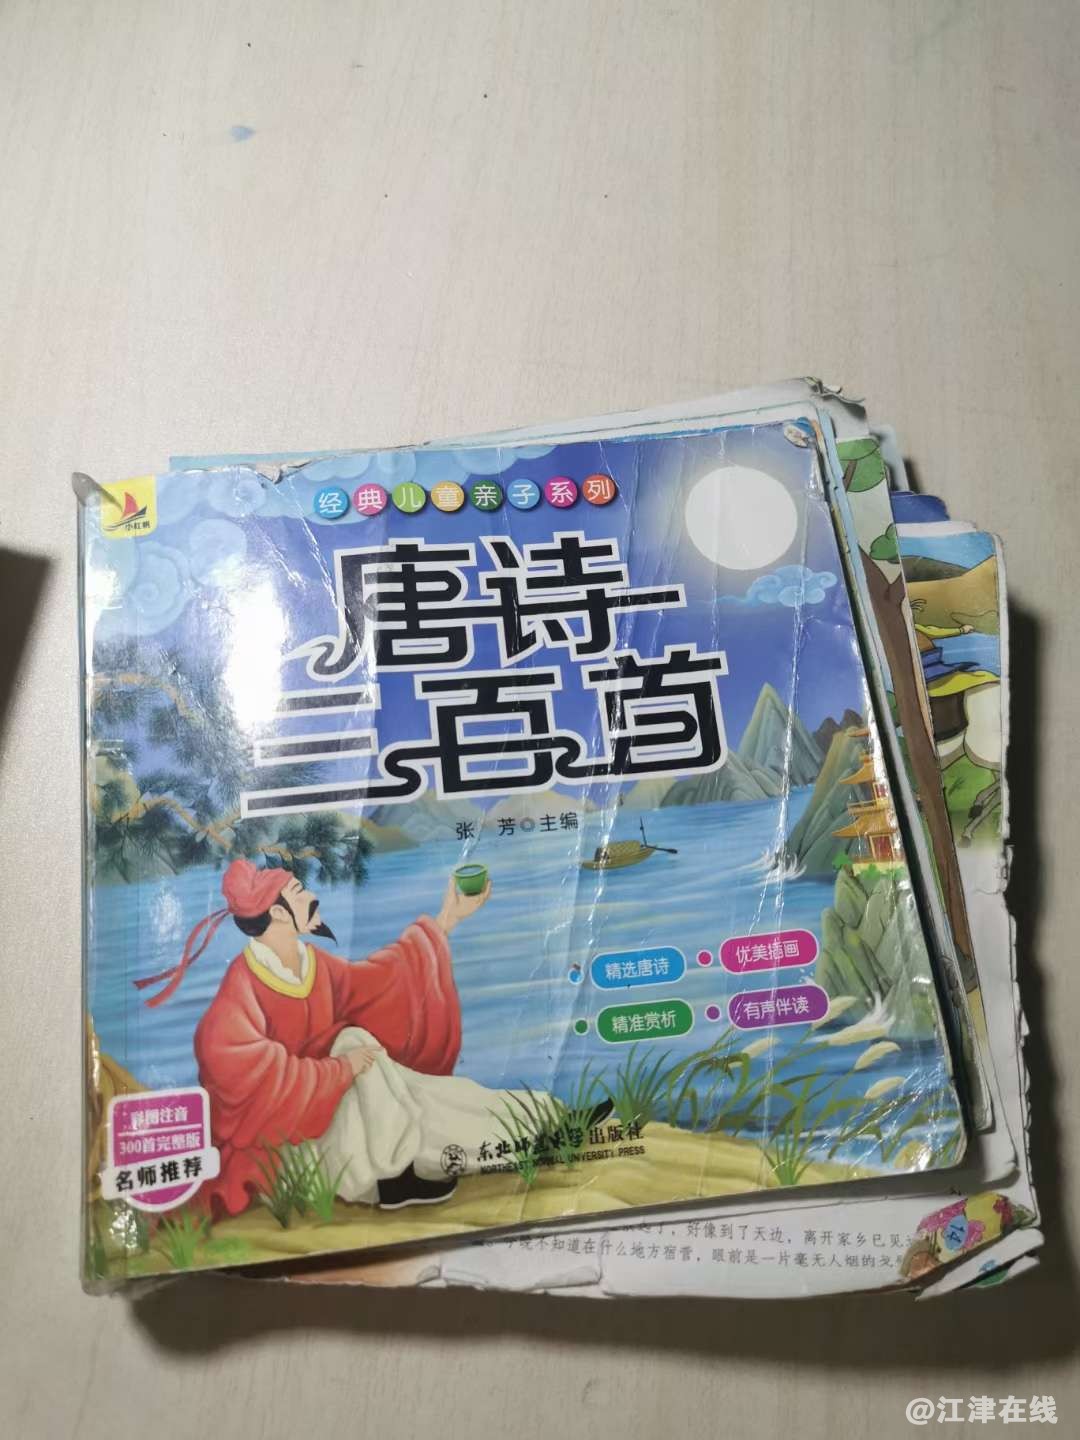 小红帆
经典儿童亲子系列
唐诗
三百首
张 芳◎主编
精选唐诗
优美插画
精准赏析
有声伴读
彩图注音
300首完整版
名师推荐
东北师范大学出版社
NORTHEAST NORMAL UNIVERSITY PRESS
了，好像到了天边，离开家乡已见
今晚不知道在什么地方宿营，眼前是一片毫无人烟的戈
14
@江津在线